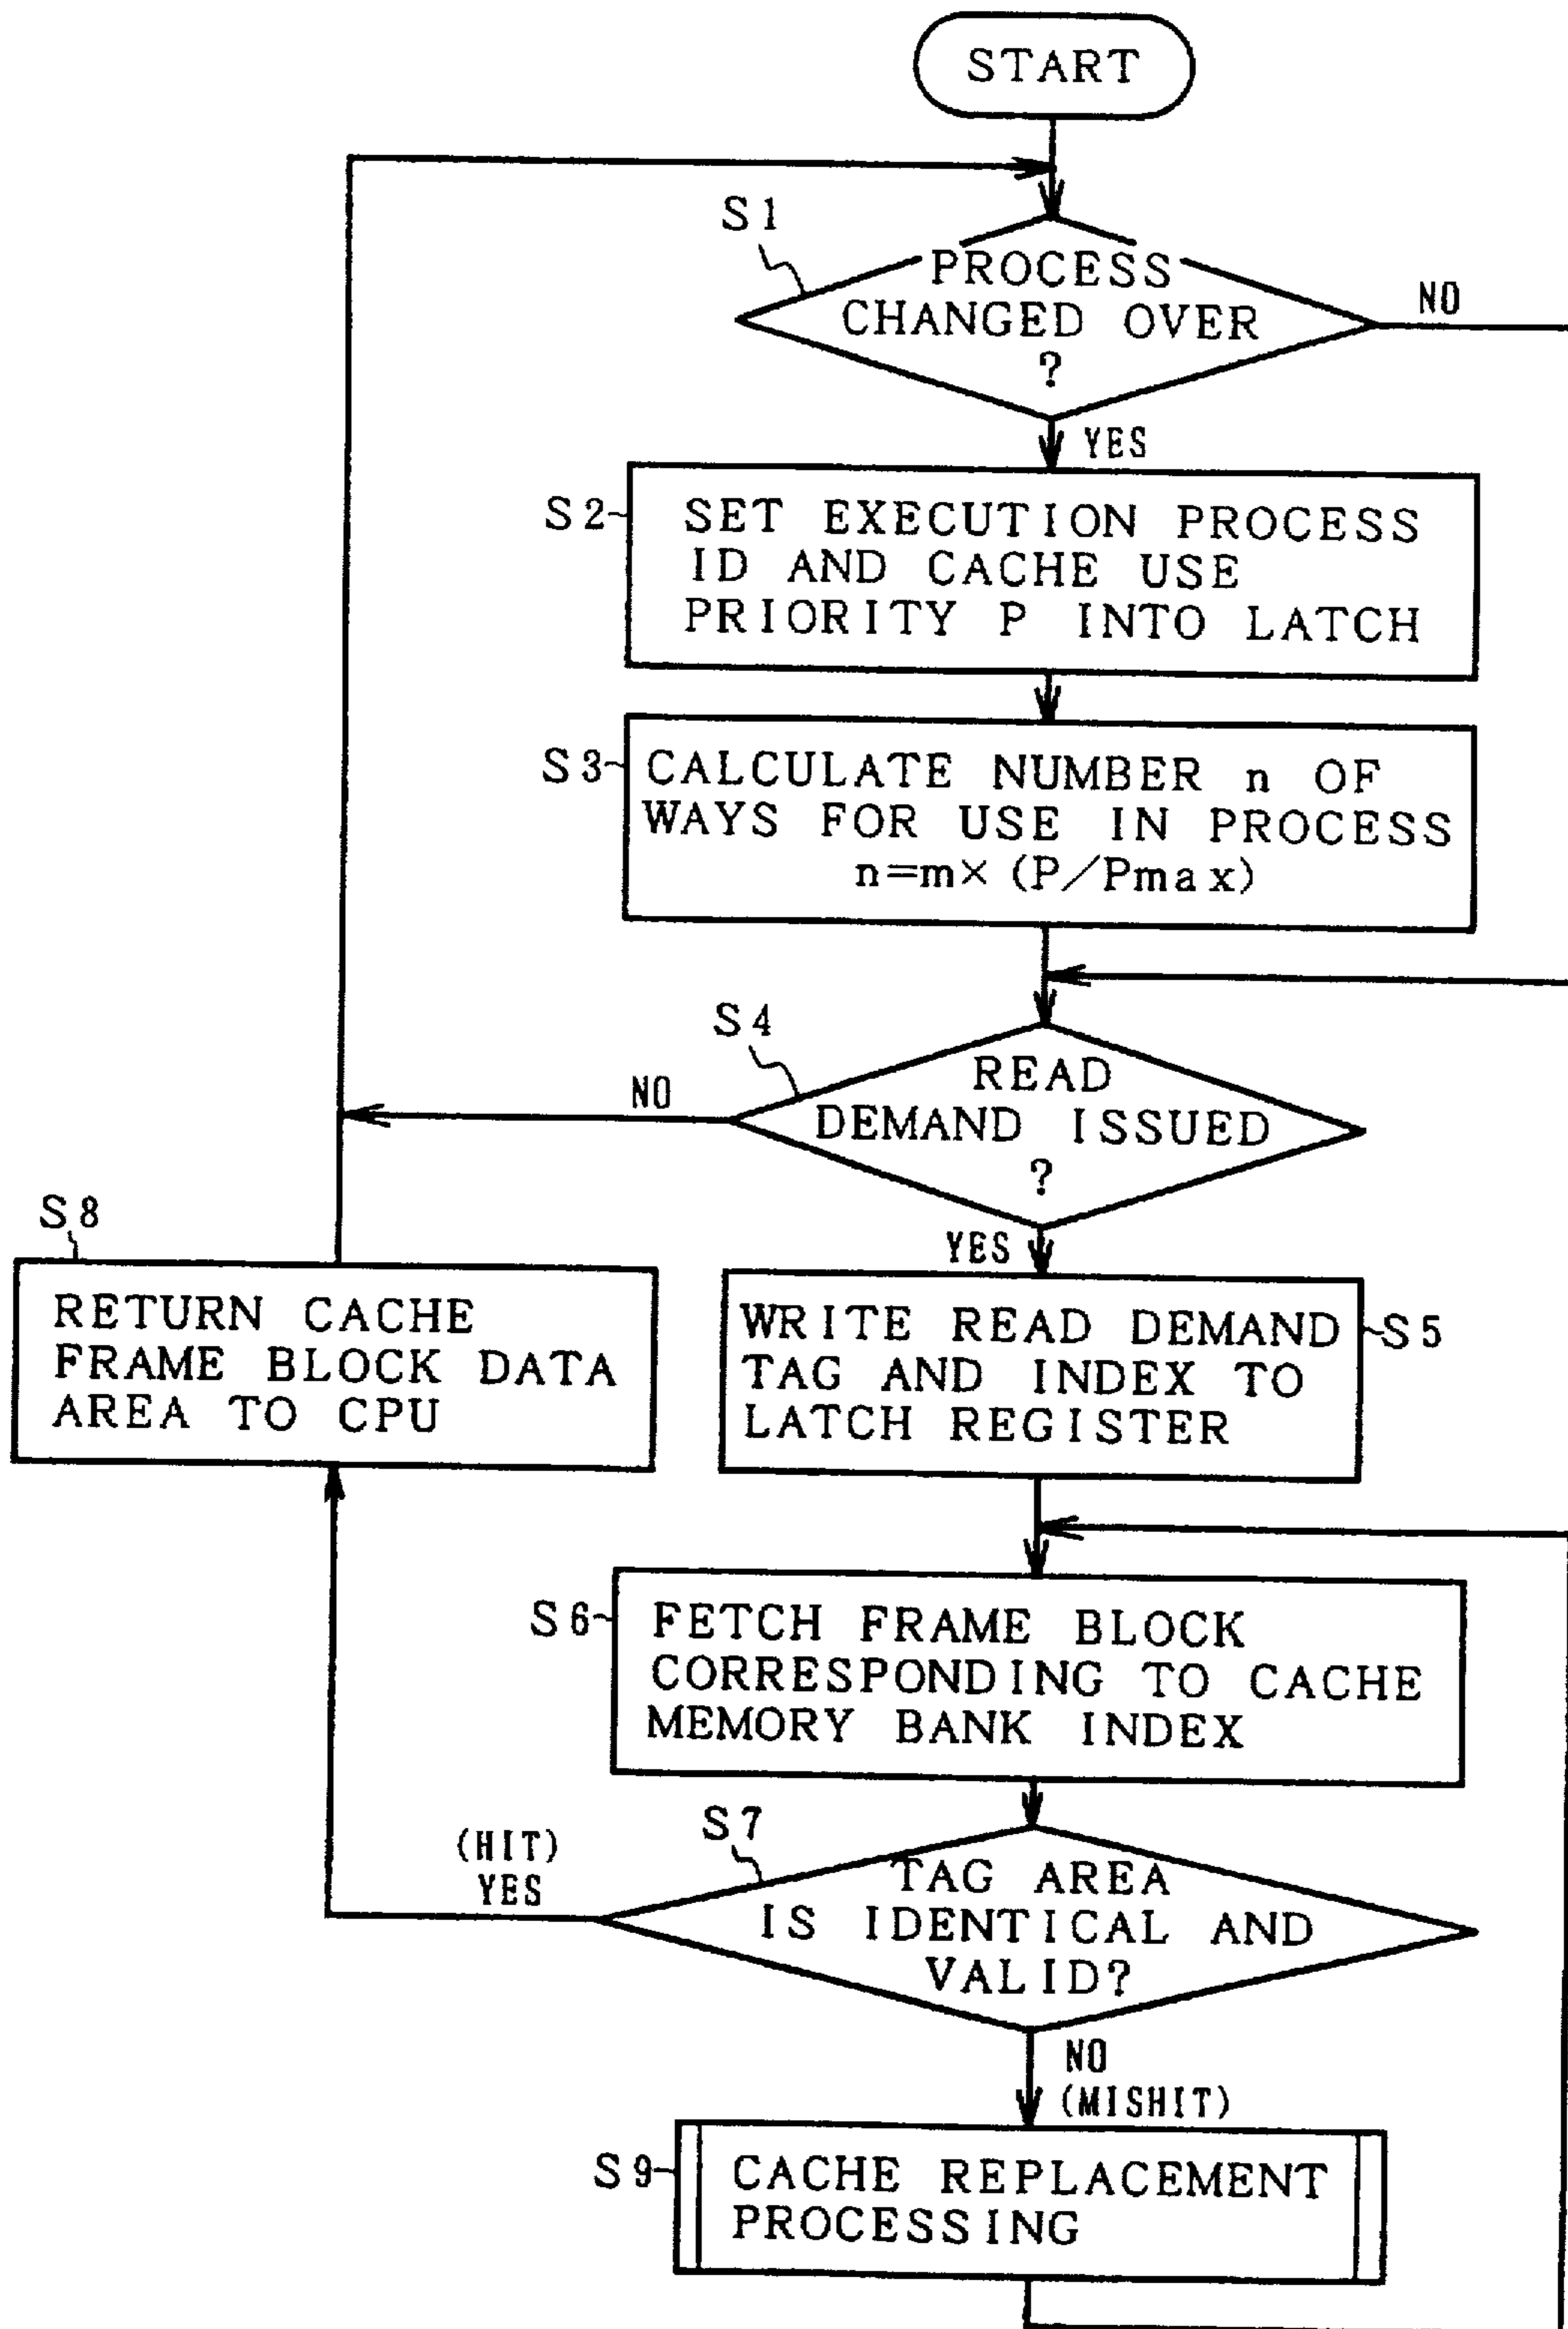 START
S1
PROCESS
CHANGED OVER
?
NO
YES
S2
SET EXECUTION PROCESS
ID AND CACHE USE
PRIORITY P INTO LATCH
S3
CALCULATE NUMBER n OF
WAYS FOR USE IN PROCESS
n=m×(P/Pmax)
S4
READ
DEMAND ISSUED
?
NO
YES
S8
RETURN CACHE
FRAME BLOCK DATA
AREA TO CPU
WRITE READ DEMAND
TAG AND INDEX TO
LATCH REGISTER
S5
S6
FETCH FRAME BLOCK
CORRESPONDING TO CACHE
MEMORY BANK INDEX
S7
(HIT)
YES
TAG AREA
IS IDENTICAL AND
VALID?
NO
(MISHIT)
S9
CACHE REPLACEMENT
PROCESSING